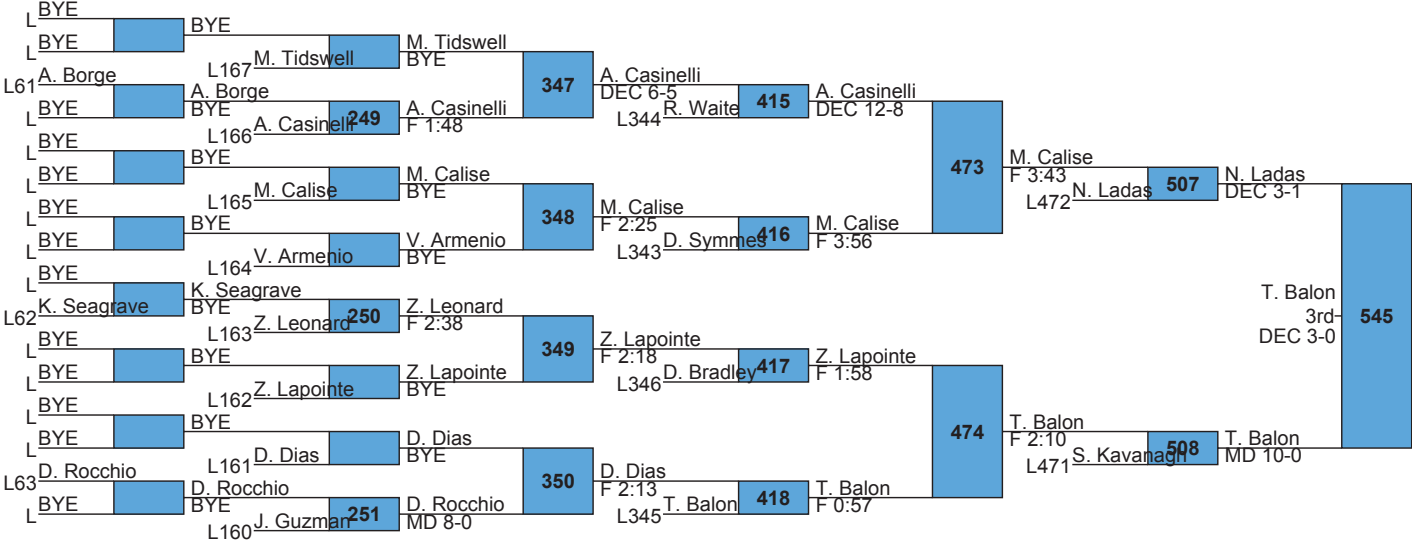 BYE
L
BYE
BYE
L
M. Tidswell
L167
M. Tidswell
BYE
A. Borge
L61
A. Borge
BYE
BYE
L
249
A. Casinelli
L166
A. Casinelli
F 1:48
347
A. Casinelli
DEC 6-5
R. Waite
L344
415
A. Casinelli
DEC 12-8
BYE
L
BYE
BYE
L
M. Calise
L165
M. Calise
BYE
BYE
L
BYE
BYE
L
V. Armenio
L164
V. Armenio
BYE
348
M. Calise
F 2:25
D. Symmes
L343
416
M. Calise
F 3:56
473
M. Calise
F 3:43
N. Ladas
L472
507
N. Ladas
DEC 3-1
BYE
L
K. Seagrave
BYE
K. Seagrave
L62
250
Z. Leonard
L163
Z. Leonard
F 2:38
BYE
L
BYE
BYE
L
Z. Lapointe
L162
Z. Lapointe
BYE
349
Z. Lapointe
F 2:18
D. Bradley
L346
417
Z. Lapointe
F 1:58
BYE
L
BYE
BYE
L
D. Dias
L161
D. Dias
BYE
D. Rocchio
L63
D. Rocchio
BYE
BYE
L
251
J. Guzman
L160
D. Rocchio
MD 8-0
350
D. Dias
F 2:13
T. Balon
L345
418
T. Balon
F 0:57
474
T. Balon
F 2:10
S. Kavanagh
L471
508
T. Balon
MD 10-0
T. Balon
3rd
DEC 3-0
545